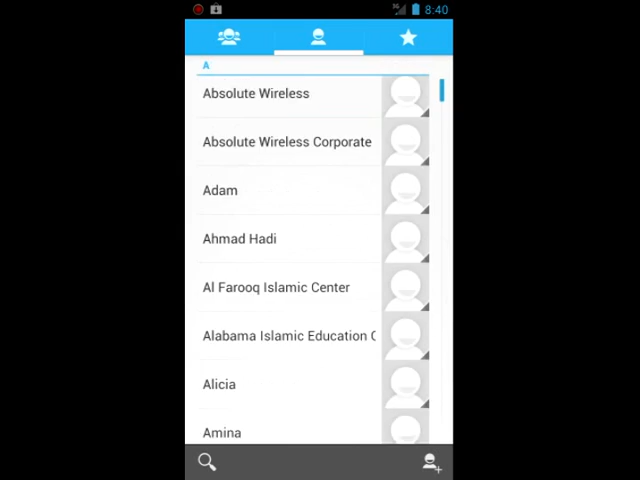 8:40
A
Absolute Wireless
Absolute Wireless Corporate
Adam
Ahmad Hadi
Al Farooq Islamic Center
Alabama Islamic Education C
Alicia
Amina